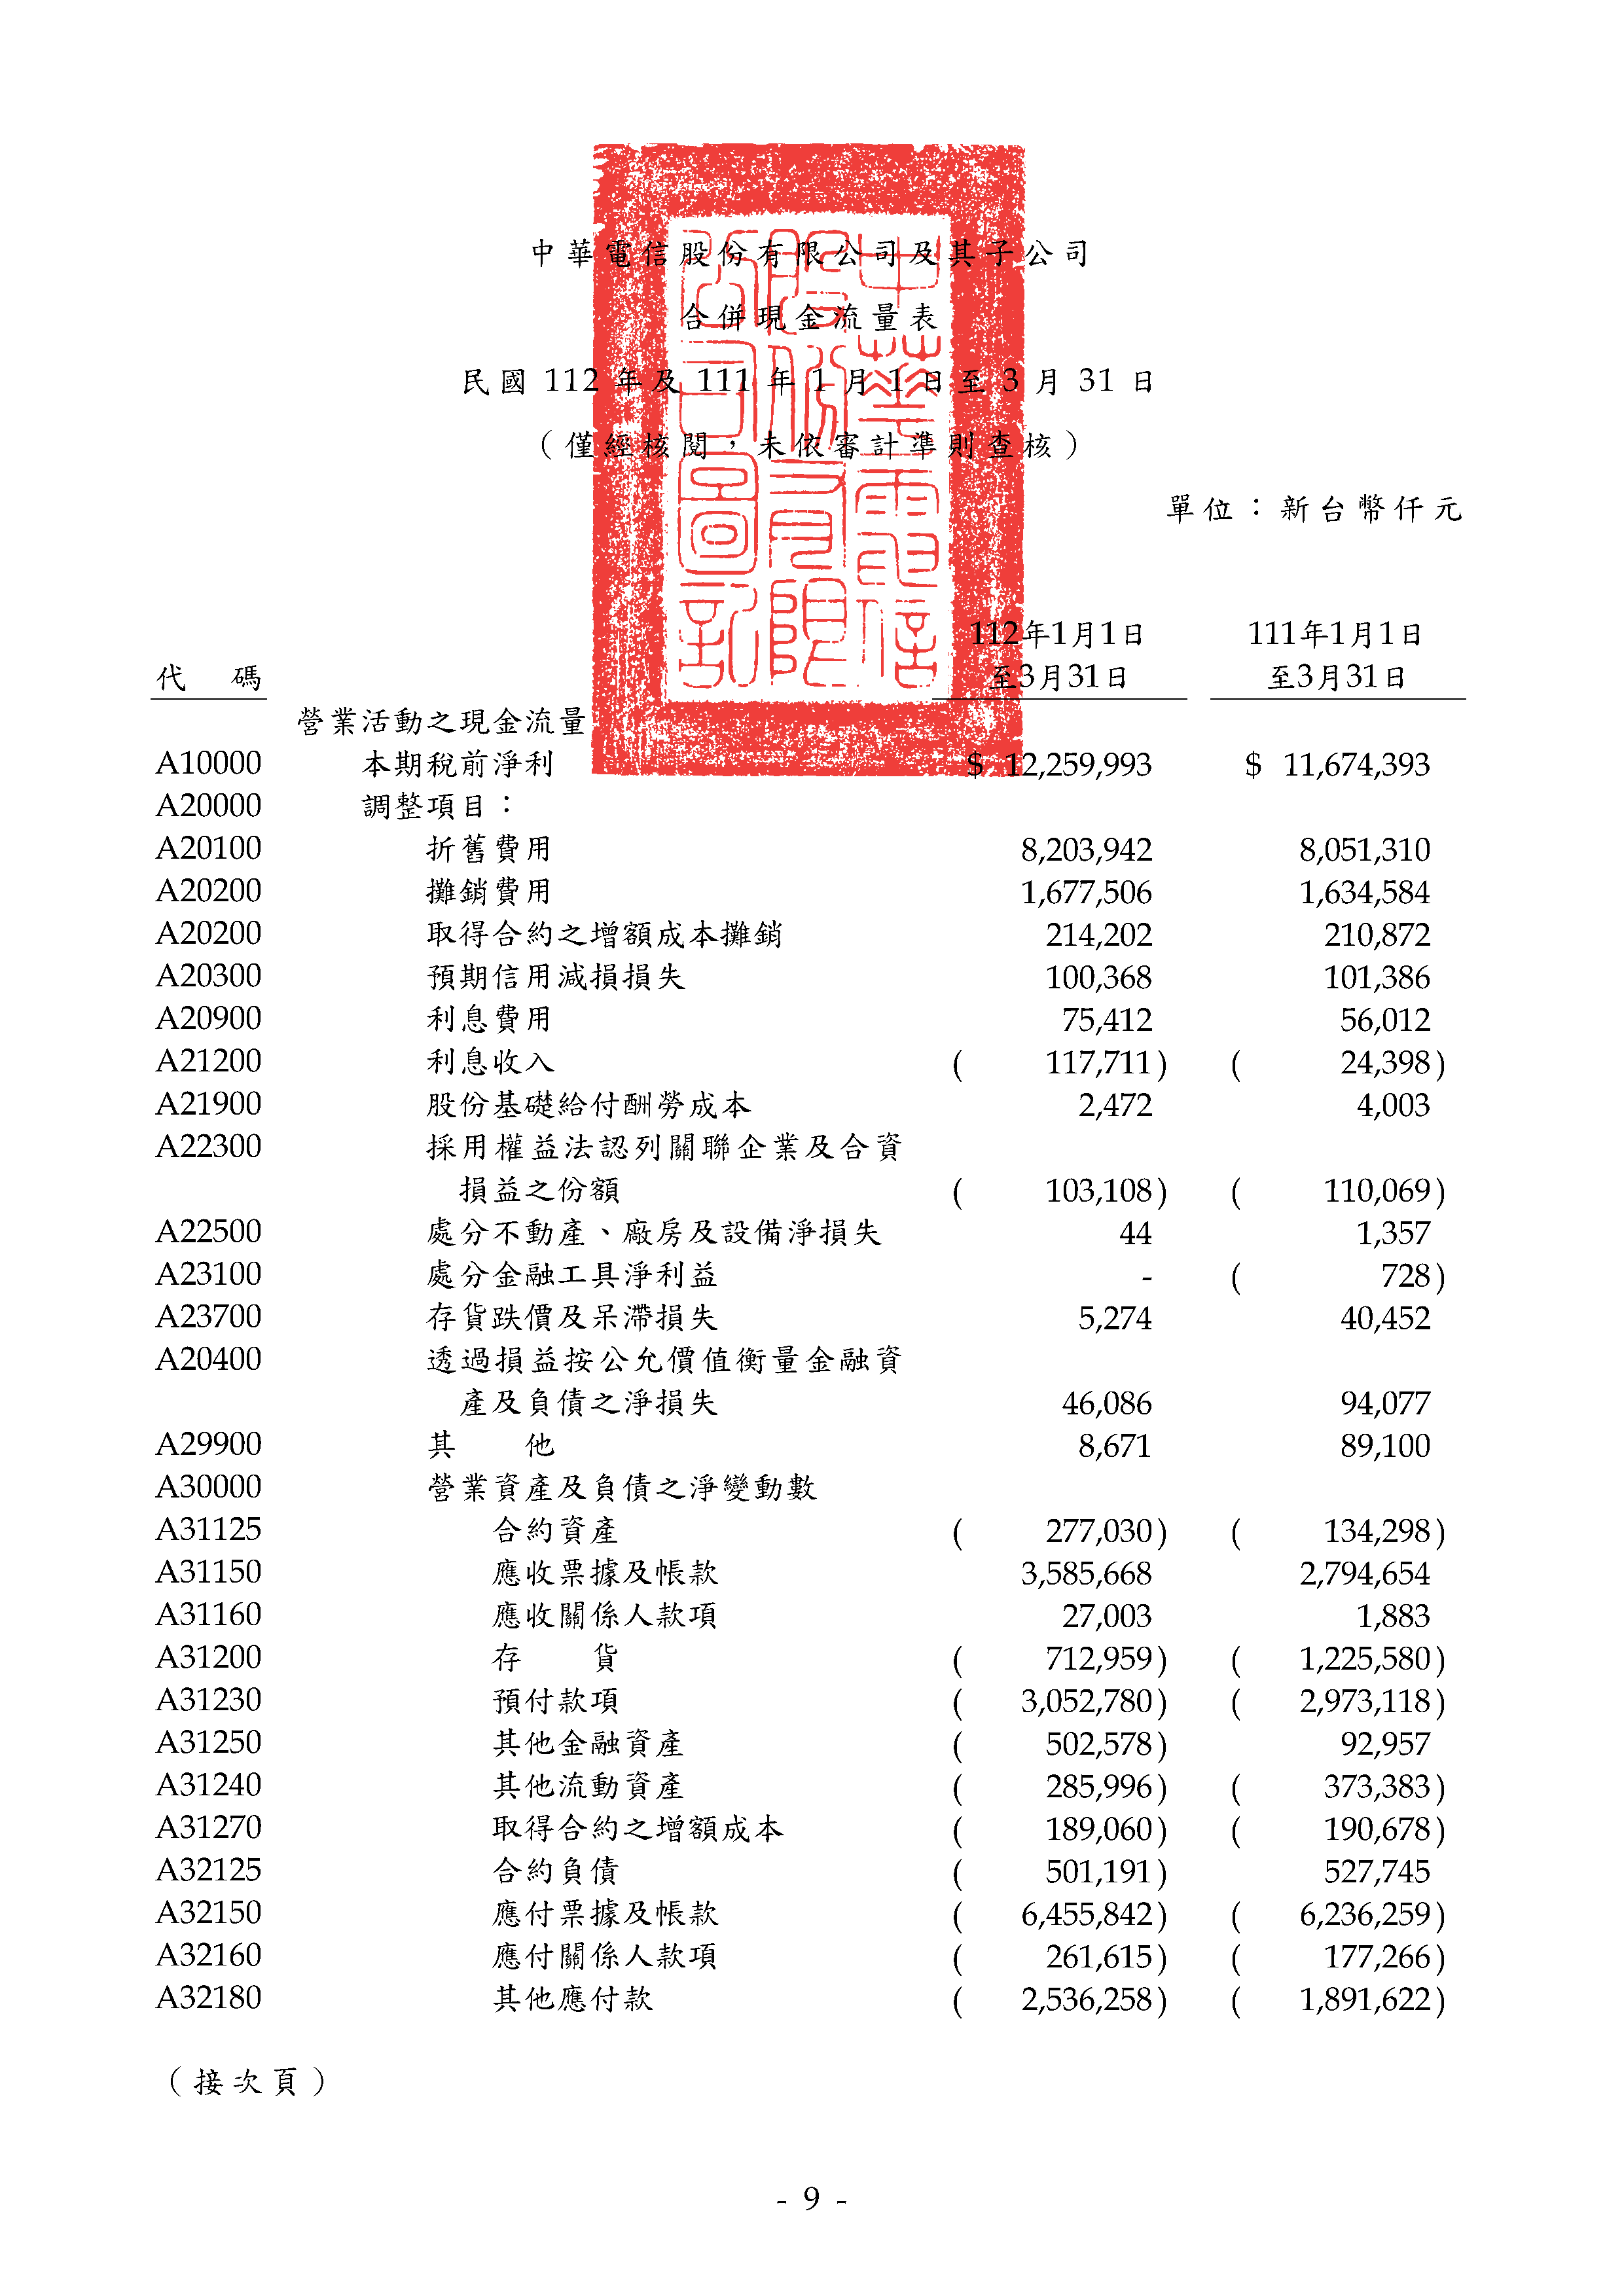 中華電信股份有限公司及其子公司
合併現金流量表
民國 112 年及 111 年 1 月 1 日至 3 月 31 日
（僅經核閱，未依審計準則查核）
單位：新台幣仟元
112年1月1日 111年1月1日
代 碼 至3月31日 至3月31日
營業活動之現金流量
A10000 本期稅前淨利 $ 12,259,993 $ 11,674,393
A20000 調整項目：
A20100 折舊費用 8,203,942 8,051,310
A20200 攤銷費用 1,677,506 1,634,584
A20200 取得合約之增額成本攤銷 214,202 210,872
A20300 預期信用減損損失 100,368 101,386
A20900 利息費用 75,412 56,012
A21200 利息收入 ( 117,711) ( 24,398)
A21900 股份基礎給付酬勞成本 2,472 4,003
A22300 採用權益法認列關聯企業及合資
損益之份額 ( 103,108) ( 110,069)
A22500 處分不動產、廠房及設備淨損失 44 1,357
A23100 處分金融工具淨利益 - ( 728)
A23700 存貨跌價及呆滯損失 5,274 40,452
A20400 透過損益按公允價值衡量金融資
產及負債之淨損失 46,086 94,077
A29900 其 他 8,671 89,100
A30000 營業資產及負債之淨變動數
A31125 合約資產 ( 277,030) ( 134,298)
A31150 應收票據及帳款 3,585,668 2,794,654
A31160 應收關係人款項 27,003 1,883
A31200 存 貨 ( 712,959) ( 1,225,580)
A31230 預付款項 ( 3,052,780) ( 2,973,118)
A31250 其他金融資產 ( 502,578) 92,957
A31240 其他流動資產 ( 285,996) ( 373,383)
A31270 取得合約之增額成本 ( 189,060) ( 190,678)
A32125 合約負債 ( 501,191) 527,745
A32150 應付票據及帳款 ( 6,455,842) ( 6,236,259)
A32160 應付關係人款項 ( 261,615) ( 177,266)
A32180 其他應付款 ( 2,536,258) ( 1,891,622)
（接次頁）
- 9 -
中華電信
股份有限
公司圖記